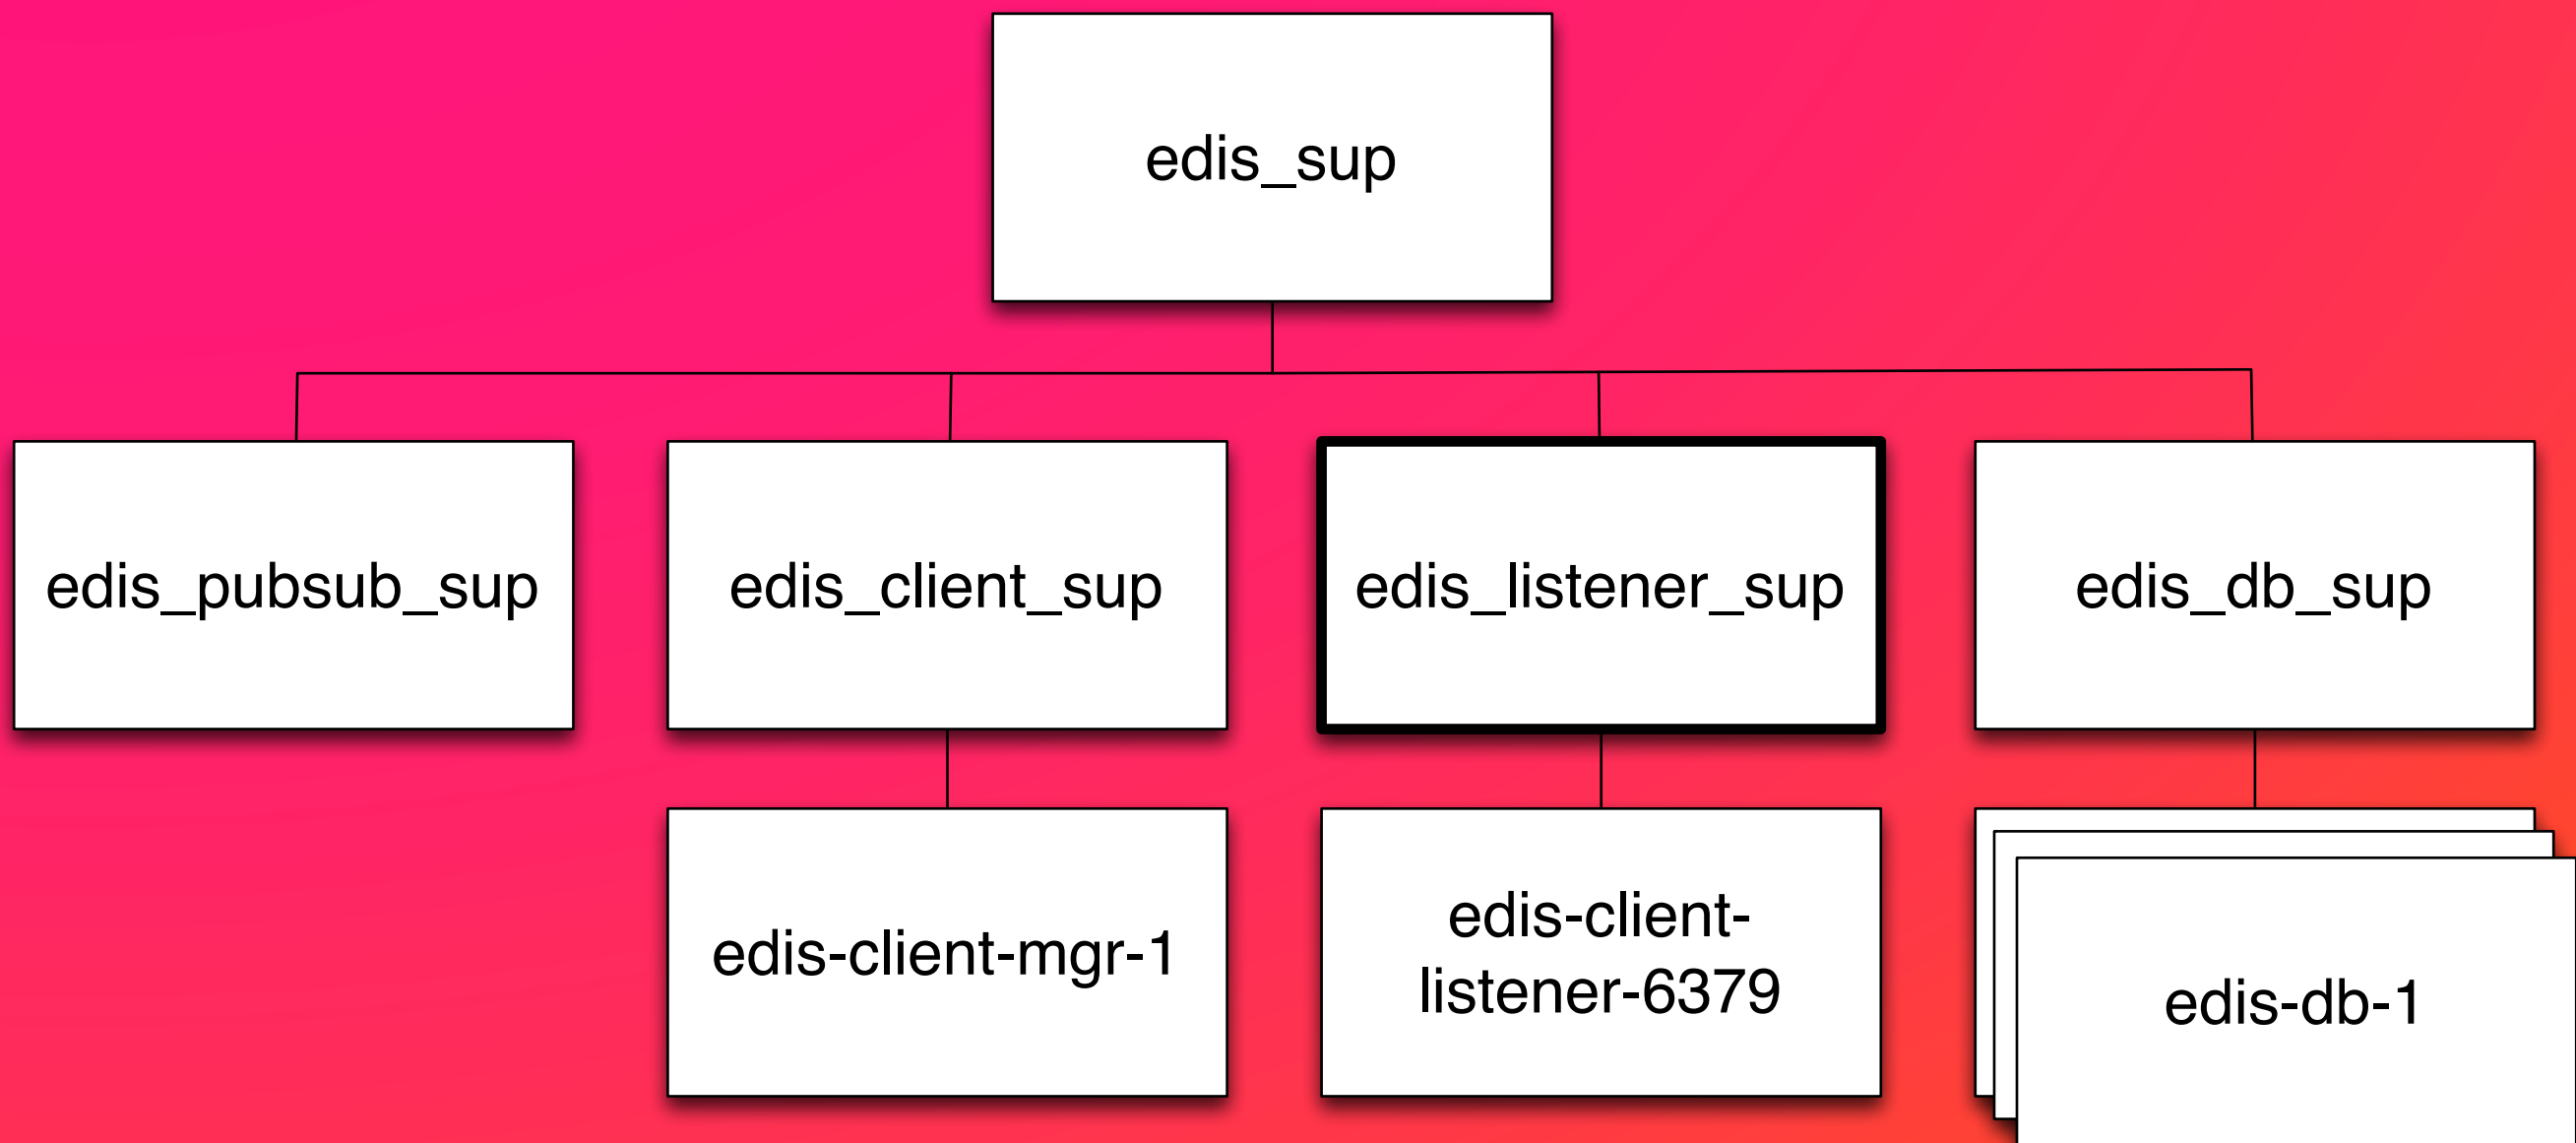 edis_sup
edis_pubsub_sup
edis_client_sup
edis_listener_sup
edis_db_sup
edis-client-mgr-1
edis-client-
listener-6379
edis-db-1